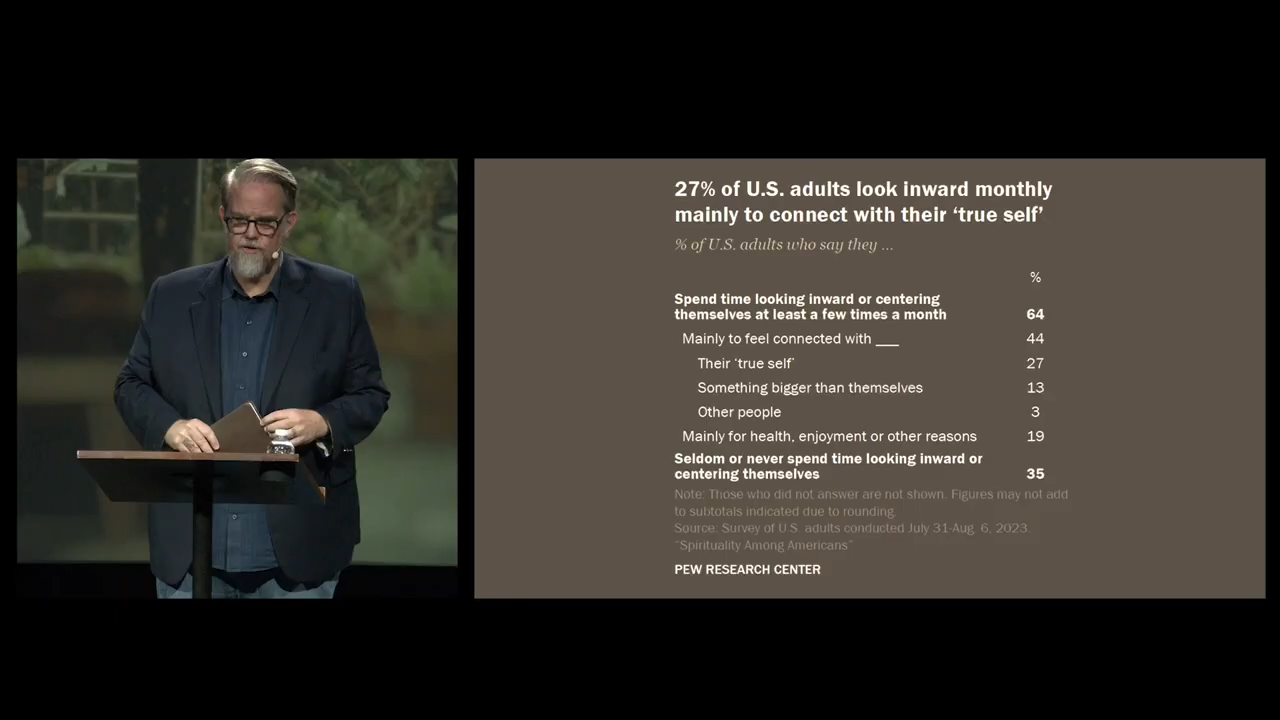 27% of U.S. adults look inward monthly
mainly to connect with their ‘true self’
% of U.S. adults who say they ...
%
Spend time looking inward or centering
themselves at least a few times a month 64
Mainly to feel connected with ___ 44
Their ‘true self’ 27
Something bigger than themselves 13
Other people 3
Mainly for health, enjoyment or other reasons 19
Seldom or never spend time looking inward or
centering themselves 35
Note: Those who did not answer are not shown. Figures may not add
to subtotals indicated due to rounding.
Source: Survey of U.S. adults conducted July 31-Aug. 6, 2023.
“Spirituality Among Americans”
PEW RESEARCH CENTER